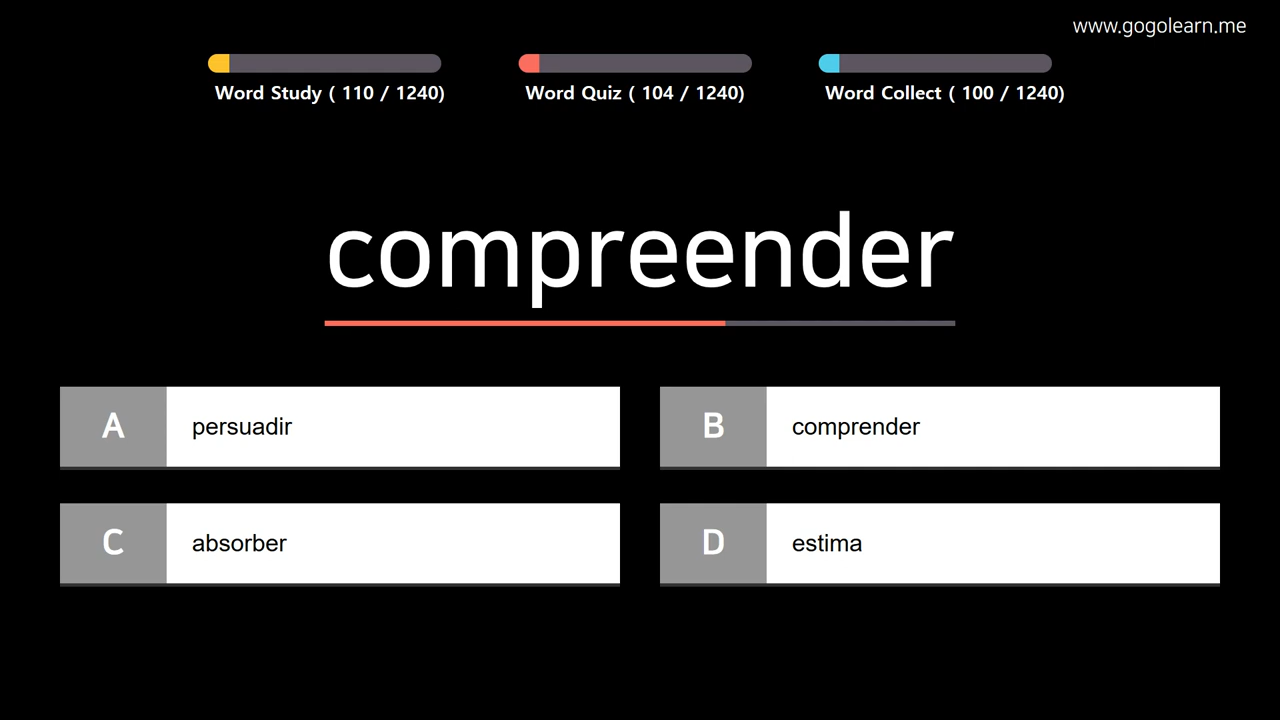 www.gogolearn.me
Word Study ( 110 / 1240)
Word Quiz ( 104 / 1240)
Word Collect ( 100 / 1240)
compreender
A persuadir
B comprender
C absorber
D estima